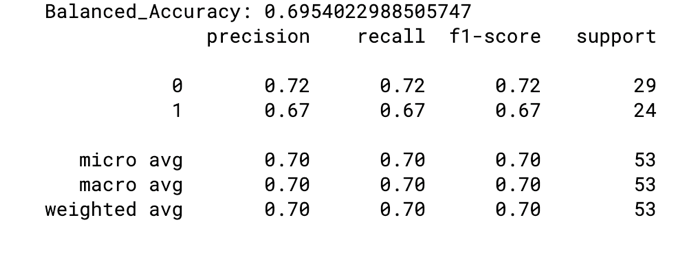 Balanced_Accuracy: 0.6954022988505747
precision recall f1-score support
0 0.72 0.72 0.72 29
1 0.67 0.67 0.67 24
micro avg 0.70 0.70 0.70 53
macro avg 0.70 0.70 0.70 53
weighted avg 0.70 0.70 0.70 53